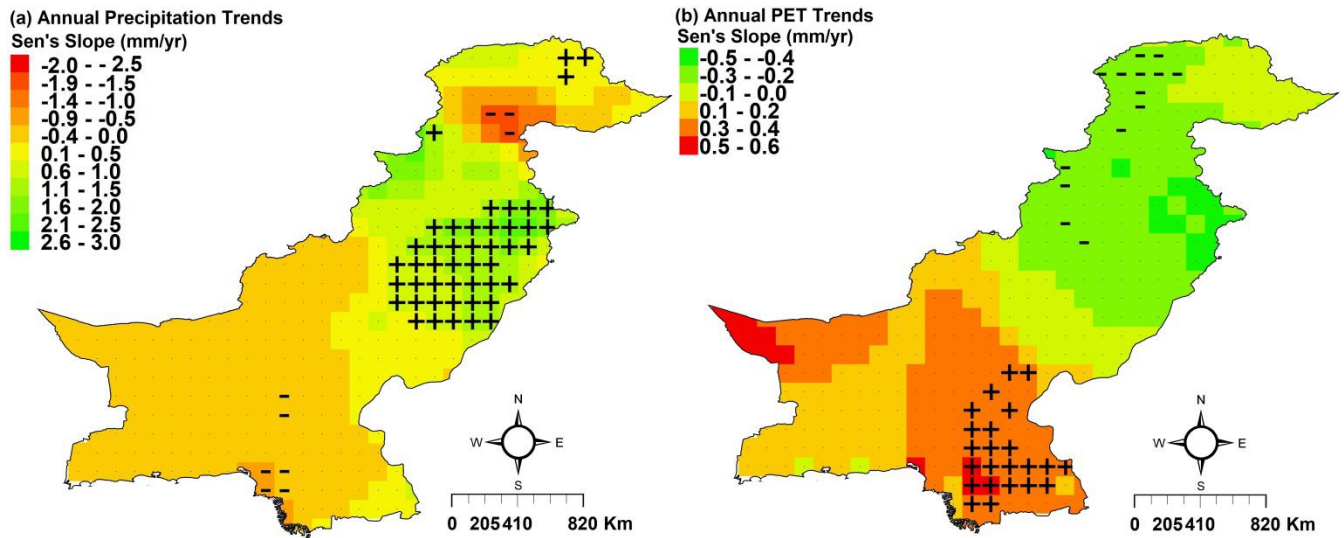 (a) Annual Precipitation Trends
Sen's Slope (mm/yr)
-2.0 - - 2.5
-1.9 - -1.5
-1.4 - -1.0
-0.9 - -0.5
-0.4 - 0.0
0.1 - 0.5
0.6 - 1.0
1.1 - 1.5
1.6 - 2.0
2.1 - 2.5
2.6 - 3.0
N
W E
S
0 205 410 820 Km
(b) Annual PET Trends
Sen's Slope (mm/yr)
-0.5 - -0.4
-0.3 - -0.2
-0.1 - 0.0
0.1 - 0.2
0.3 - 0.4
0.5 - 0.6
N
W E
S
0 205 410 820 Km